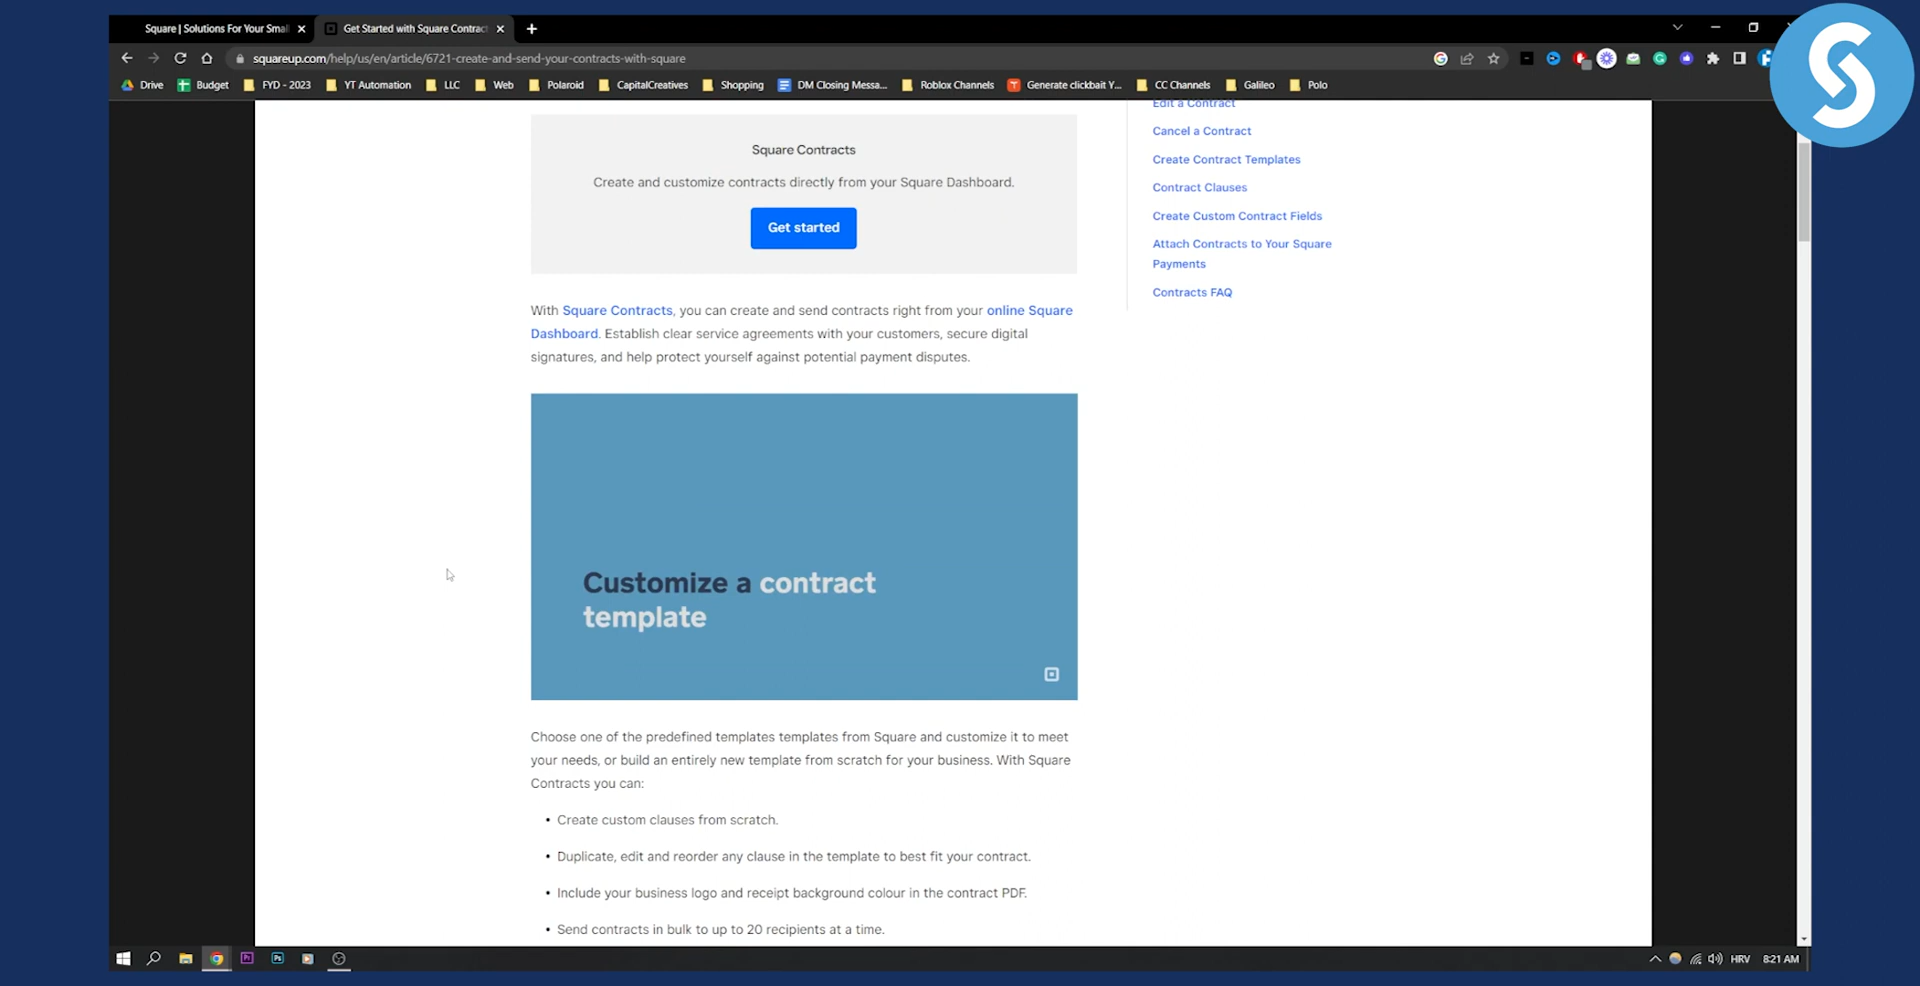 Square | Solutions For Your Smal
Get Started with Square Contrac
squareup.com/help/us/en/article/6721-create-and-send-your-contracts-with-square
Drive Budget FYD - 2023 YT Automation LLC Web Polaroid CapitalCreatives Shopping DM Closing Messa... Roblox Channels Generate clickbait Y... CC Channels Galileo Polo
Square Contracts
Create and customize contracts directly from your Square Dashboard.
Get started
With Square Contracts, you can create and send contracts right from your online Square
Dashboard. Establish clear service agreements with your customers, secure digital
signatures, and help protect yourself against potential payment disputes.
Customize a contract
template
Choose one of the predefined templates templates from Square and customize it to meet
your needs, or build an entirely new template from scratch for your business. With Square
Contracts you can:
• Create custom clauses from scratch.
• Duplicate, edit and reorder any clause in the template to best fit your contract.
• Include your business logo and receipt background colour in the contract PDF.
• Send contracts in bulk to up to 20 recipients at a time.
Edit a Contract
Cancel a Contract
Create Contract Templates
Contract Clauses
Create Custom Contract Fields
Attach Contracts to Your Square
Payments
Contracts FAQ
Pr Ps
HRV 8:21 AM